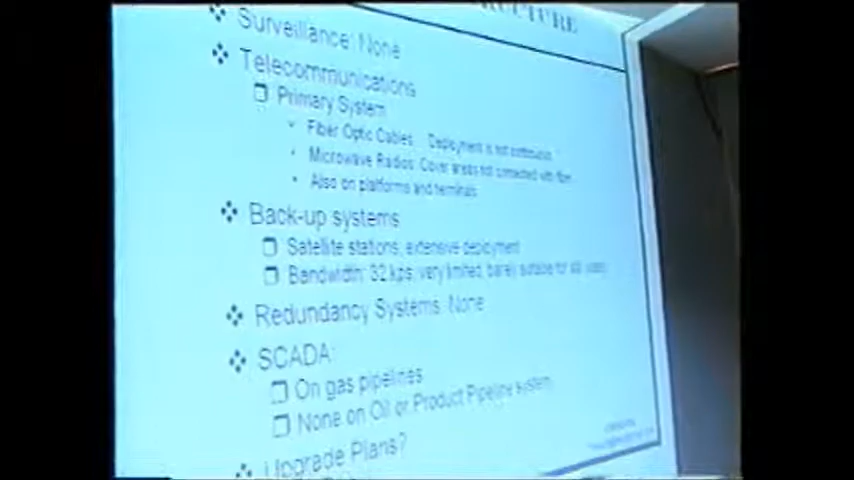 Surveillance: None
Telecommunications
Primary System
Fiber Optic Cables: Deployment is not continuous
Microwave Radios: Cover areas not connected with fiber
Also on platforms and terminals
Back-up systems
Satellite stations, extensive deployment
Bandwidth: 32 kps, very limited, barely suitable for
Redundancy Systems: None
SCADA:
On gas pipelines
None on Oil or Product Pipeline system
Upgrade Plans?